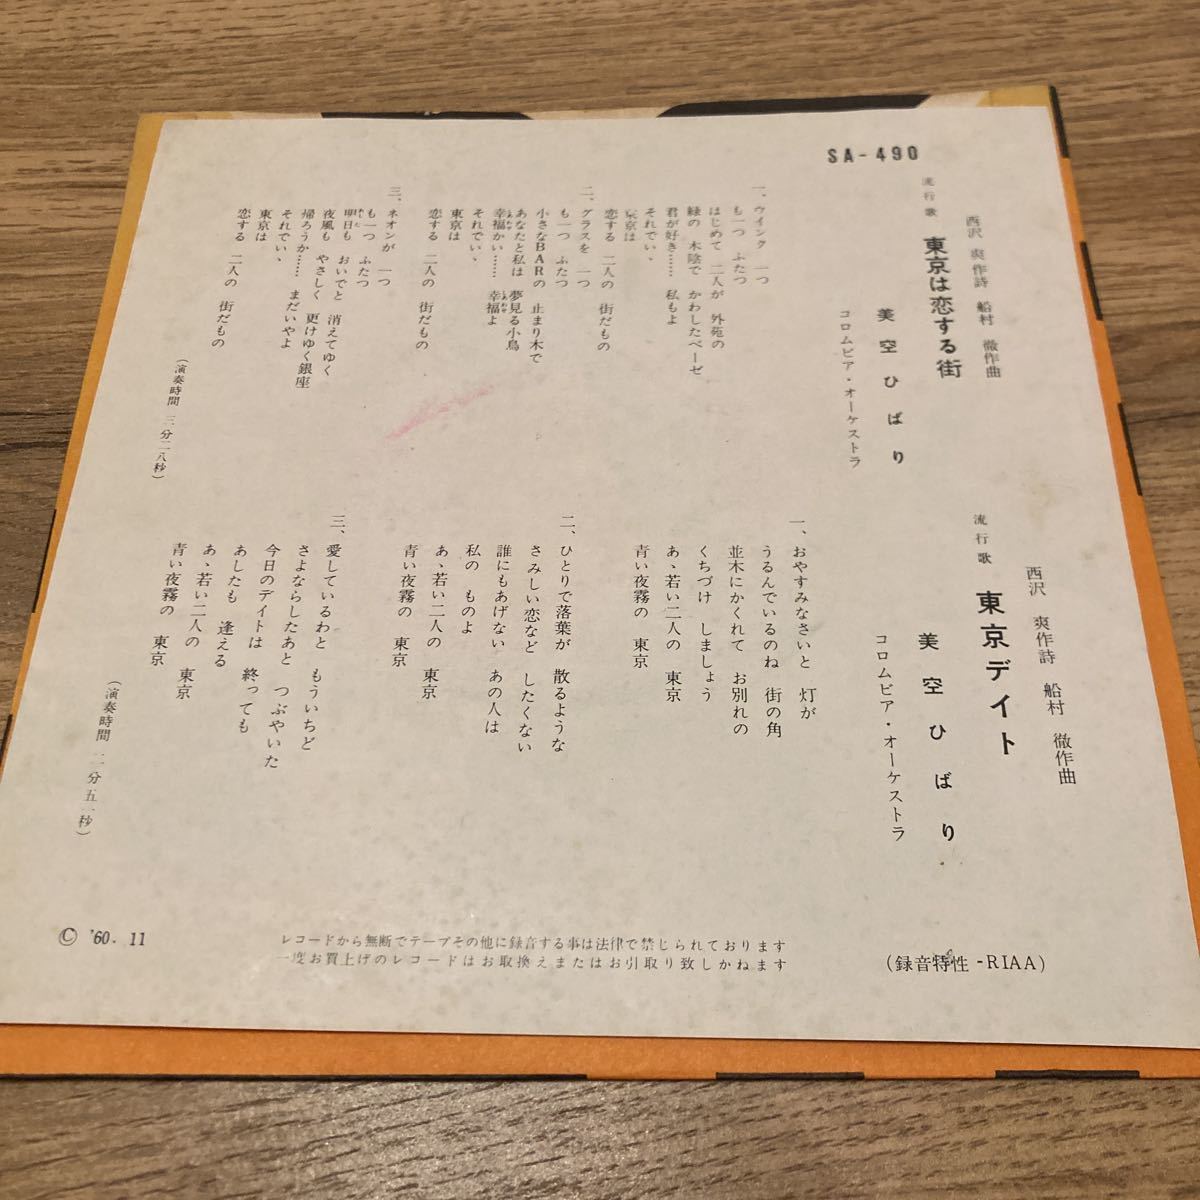 SA-490
流行歌 東京は恋する街
西沢 爽 作詩 船村 徹作曲
美空ひばり
コロムビア・オーケストラ
一、ウインク 一つ
も一つ ふたつ
はじめて 二人が 外苑の
緑の 木陰で かわしたベーゼ
君が好き…… 私もよ
それでいゝ
東京は
恋する 二人の 街だもの
二、グラスを 一つ
も一つ ふたつ
小さなBARの 止まり木で
あなたと私は 夢見る小鳥
幸福かい…… 幸福よ
それでいゝ
東京は
恋する 二人の 街だもの
三、ネオンが 一つ
も一つ ふたつ
明日も おいでと 消えてゆく
夜風も やさしく 更けゆく銀座
帰ろうか…… まだいやよ
それでいゝ
東京は
恋する 二人の 街だもの
(演奏時間 三分二八秒)
流行歌 東京デイト
西沢 爽作詩 船村 徹作曲
美空ひばり
コロムビア・オーケストラ
一、おやすみなさいと 灯が
うるんでいるのね 街の角
並木にかくれて お別れの
くちづけ しましょう
あゝ若い二人の 東京
青い夜霧の 東京
二、ひとりで落葉が 散るような
さみしい恋など したくない
誰にもあげない あの人は
私の ものよ
あゝ若い二人の 東京
青い夜霧の 東京
三、愛しているわと もういちど
さよならしたあと つぶやいた
今日のデイトは 終っても
あしたも 逢える
あゝ若い二人の 東京
青い夜霧の 東京
(演奏時間 二分五一秒)
© '60. 11
レコードから無断でテープその他に録音する事は法律で禁じられております
一度お買上げのレコードはお取換えまたはお引取り致しかねます
(録音特性 -RIAA)